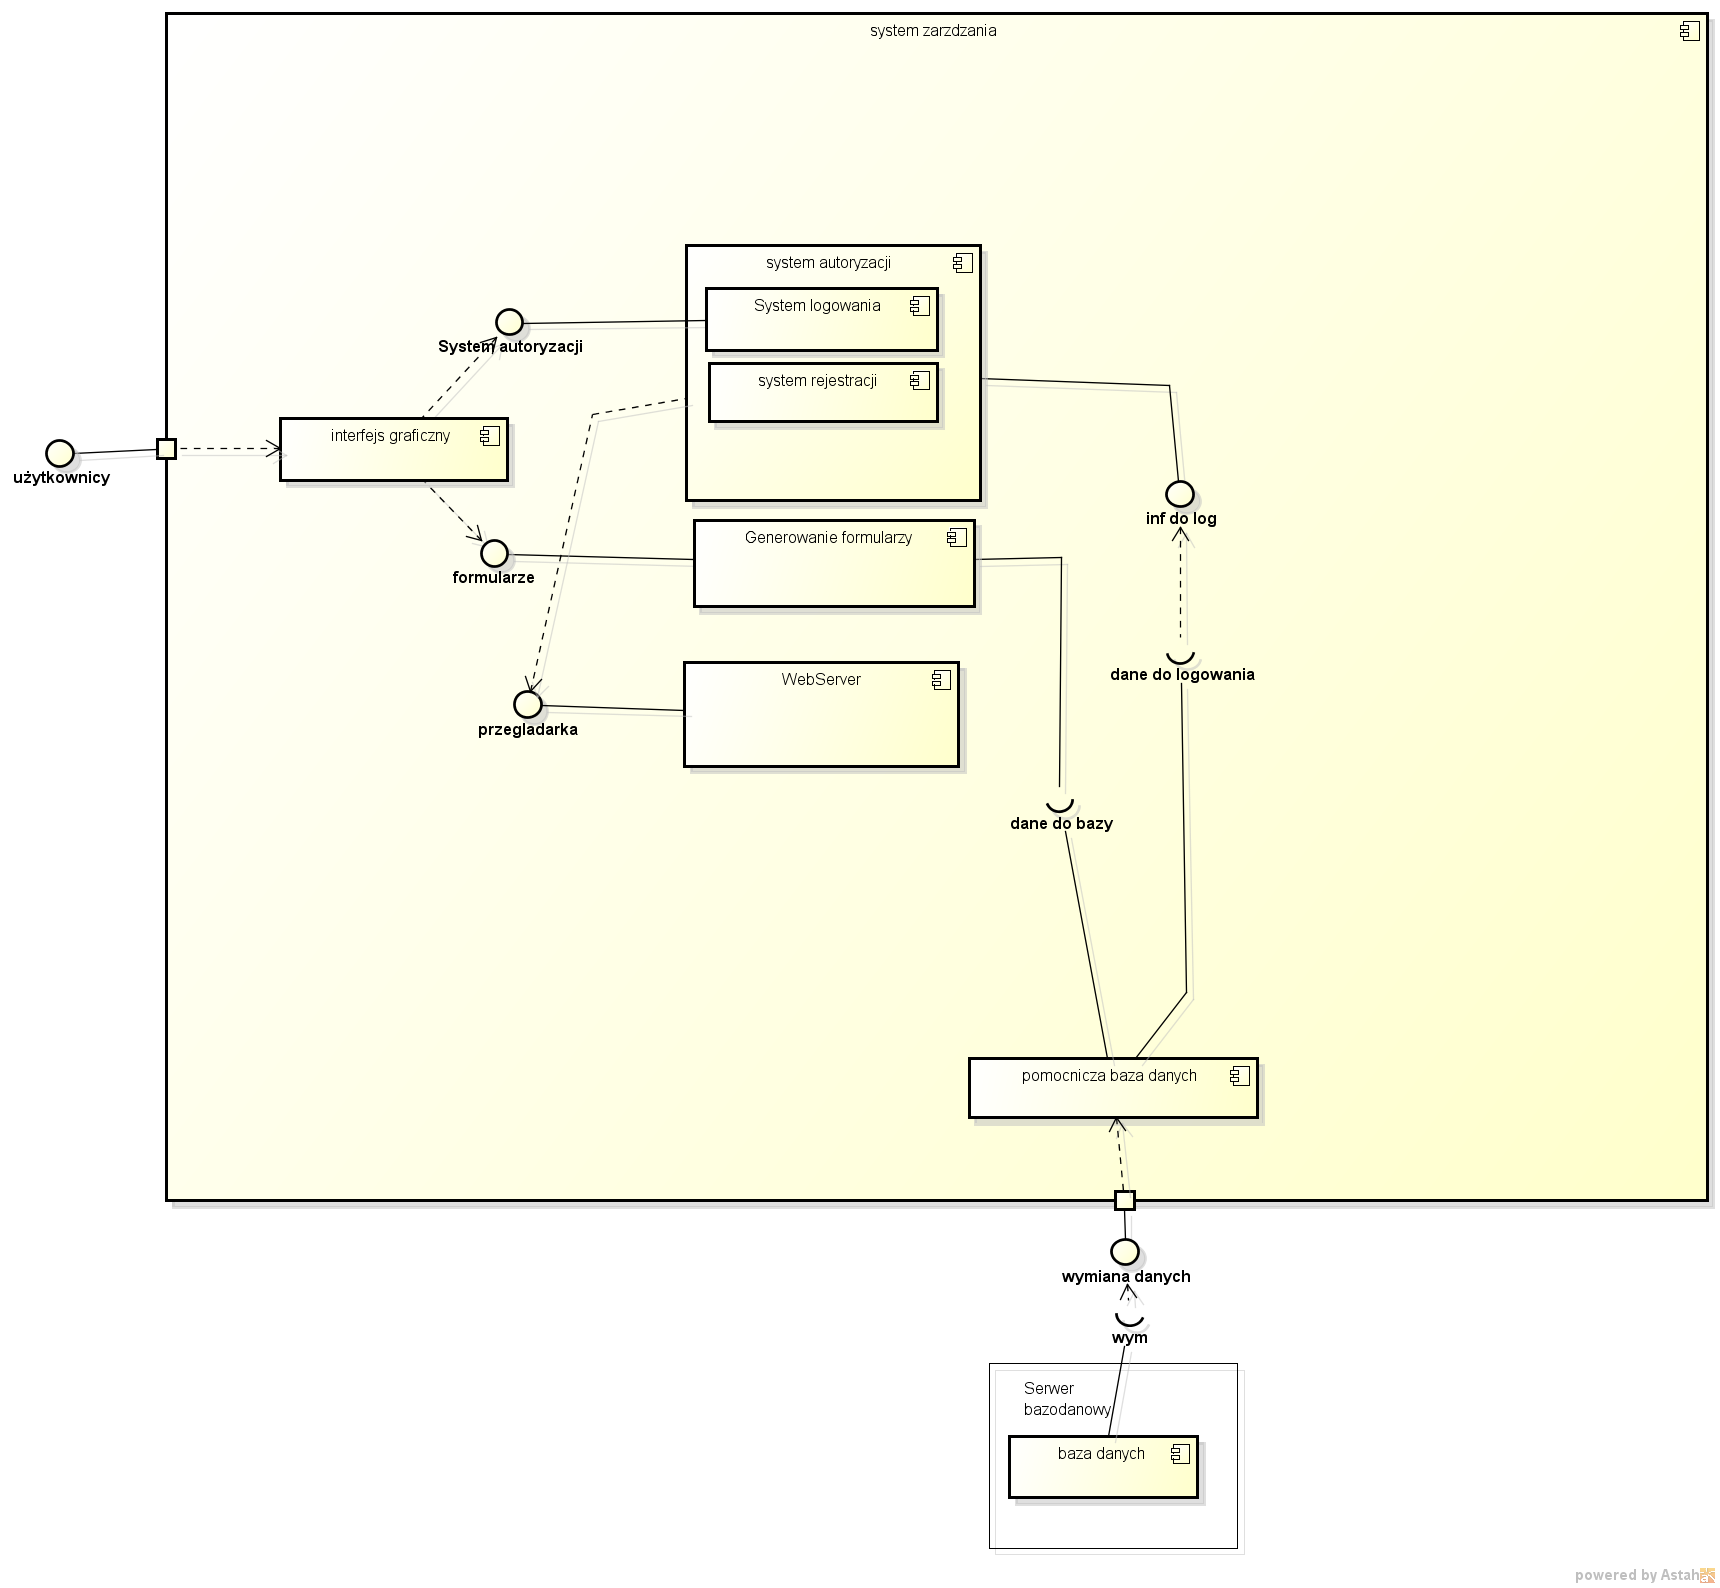 system zarzdzania
system autoryzacji
System logowania
System autoryzacji
system rejestracji
interfejs graficzny
użytkownicy
inf do log
Generowanie formularzy
formularze
dane do logowania
WebServer
przegladarka
dane do bazy
pomocnicza baza danych
wymiana danych
wym
Serwer
bazodanowy
baza danych
powered by Astah